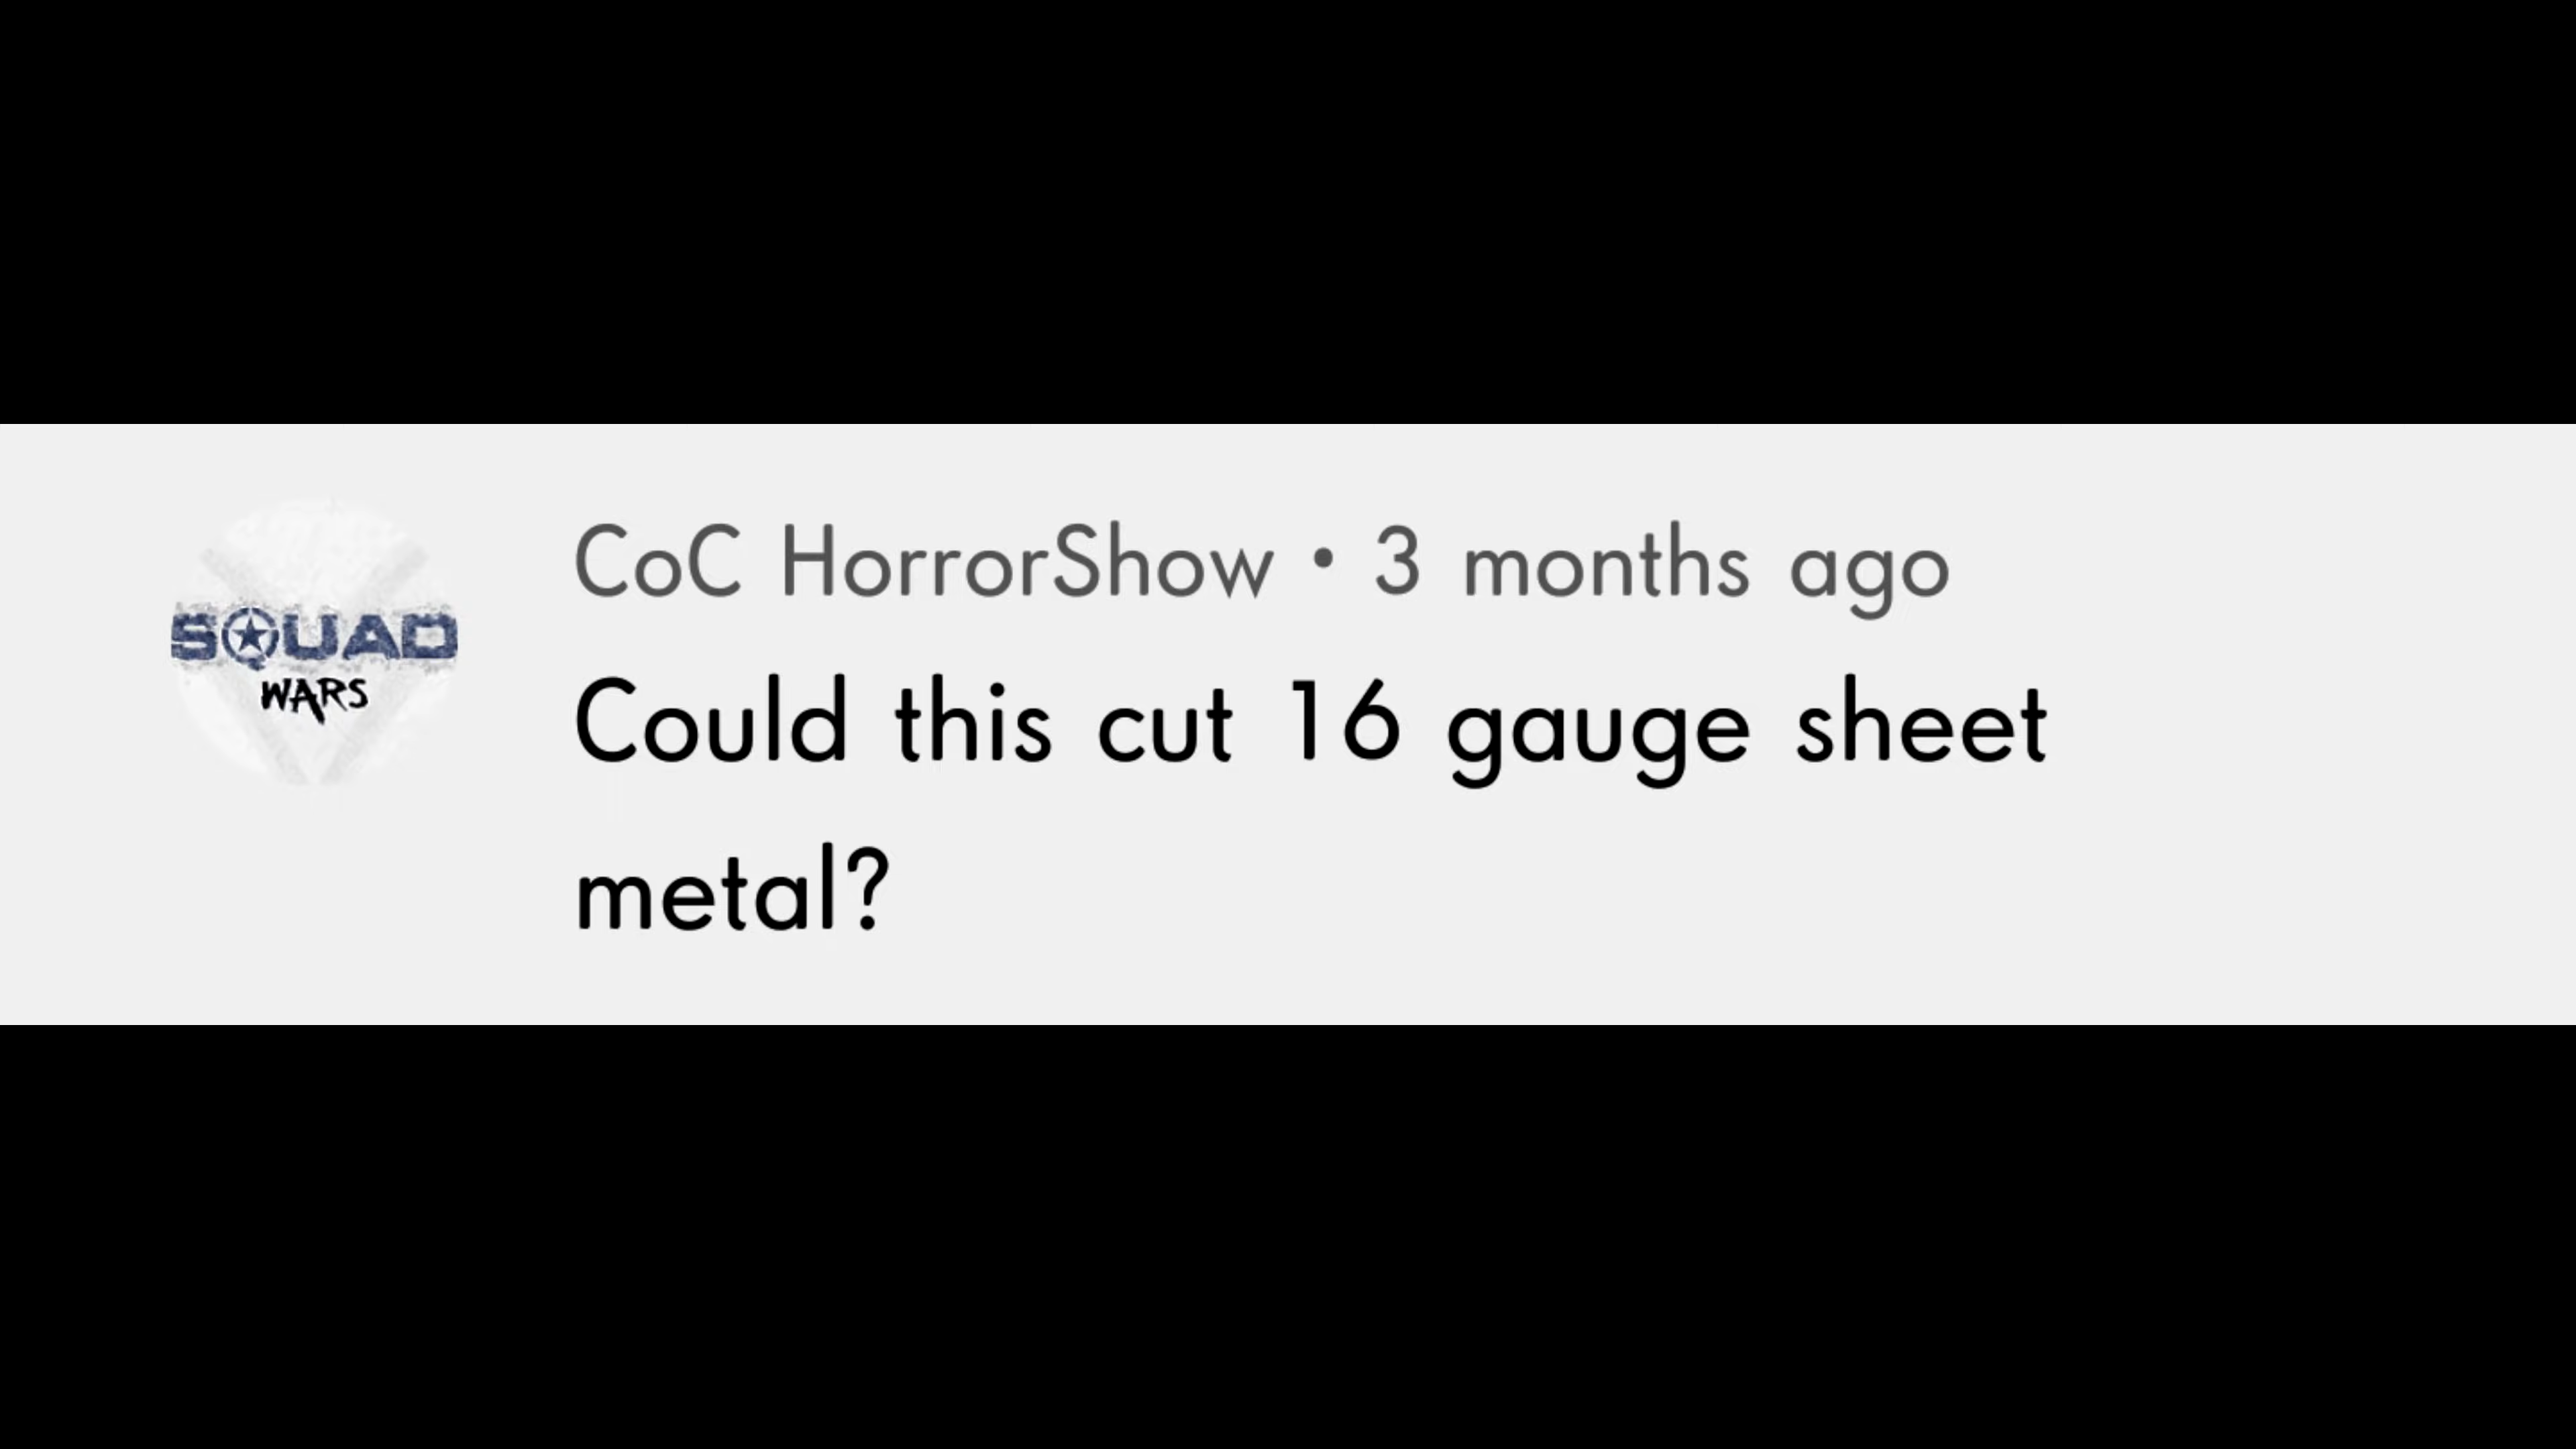 CoC HorrorShow • 3 months ago
SQUAD
WARS
Could this cut 16 gauge sheet
metal?